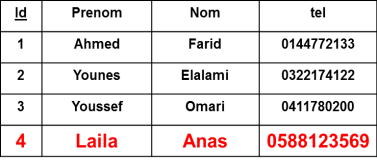 Id Prenom Nom tel
1 Ahmed Farid 0144772133
2 Younes Elalami 0322174122
3 Youssef Omari 0411780200
4 Laila Anas 0588123569